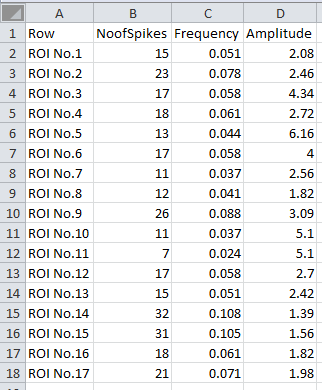 A B C D
1 Row NoofSpikes Frequency Amplitude
2 ROI No.1 15 0.051 2.08
3 ROI No.2 23 0.078 2.46
4 ROI No.3 17 0.058 4.34
5 ROI No.4 18 0.061 2.72
6 ROI No.5 13 0.044 6.16
7 ROI No.6 17 0.058 4
8 ROI No.7 11 0.037 2.56
9 ROI No.8 12 0.041 1.82
10 ROI No.9 26 0.088 3.09
11 ROI No.10 11 0.037 5.1
12 ROI No.11 7 0.024 5.1
13 ROI No.12 17 0.058 2.7
14 ROI No.13 15 0.051 2.42
15 ROI No.14 32 0.108 1.39
16 ROI No.15 31 0.105 1.56
17 ROI No.16 18 0.061 1.82
18 ROI No.17 21 0.071 1.98